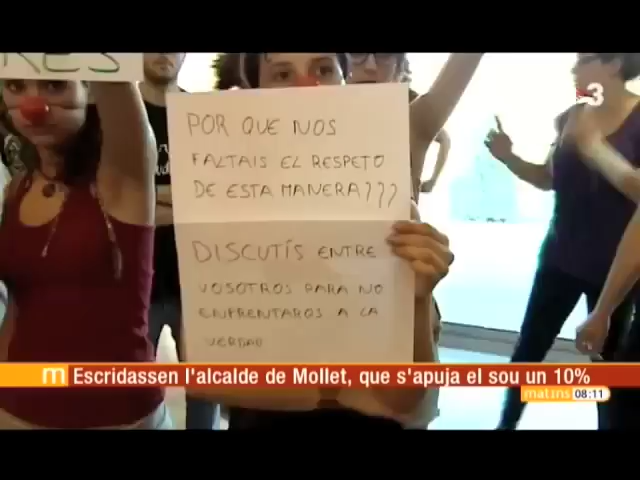 RES
3
POR QUE NOS
FALTAIS EL RESPETO
DE ESTA MANERA???
DISCUTÍS ENTRE
VOSOTROS PARA NO
ENFRENTAROS A LA
VERDAD
m Escridassen l'alcalde de Mollet, que s'apuja el sou un 10%
matins 08:11